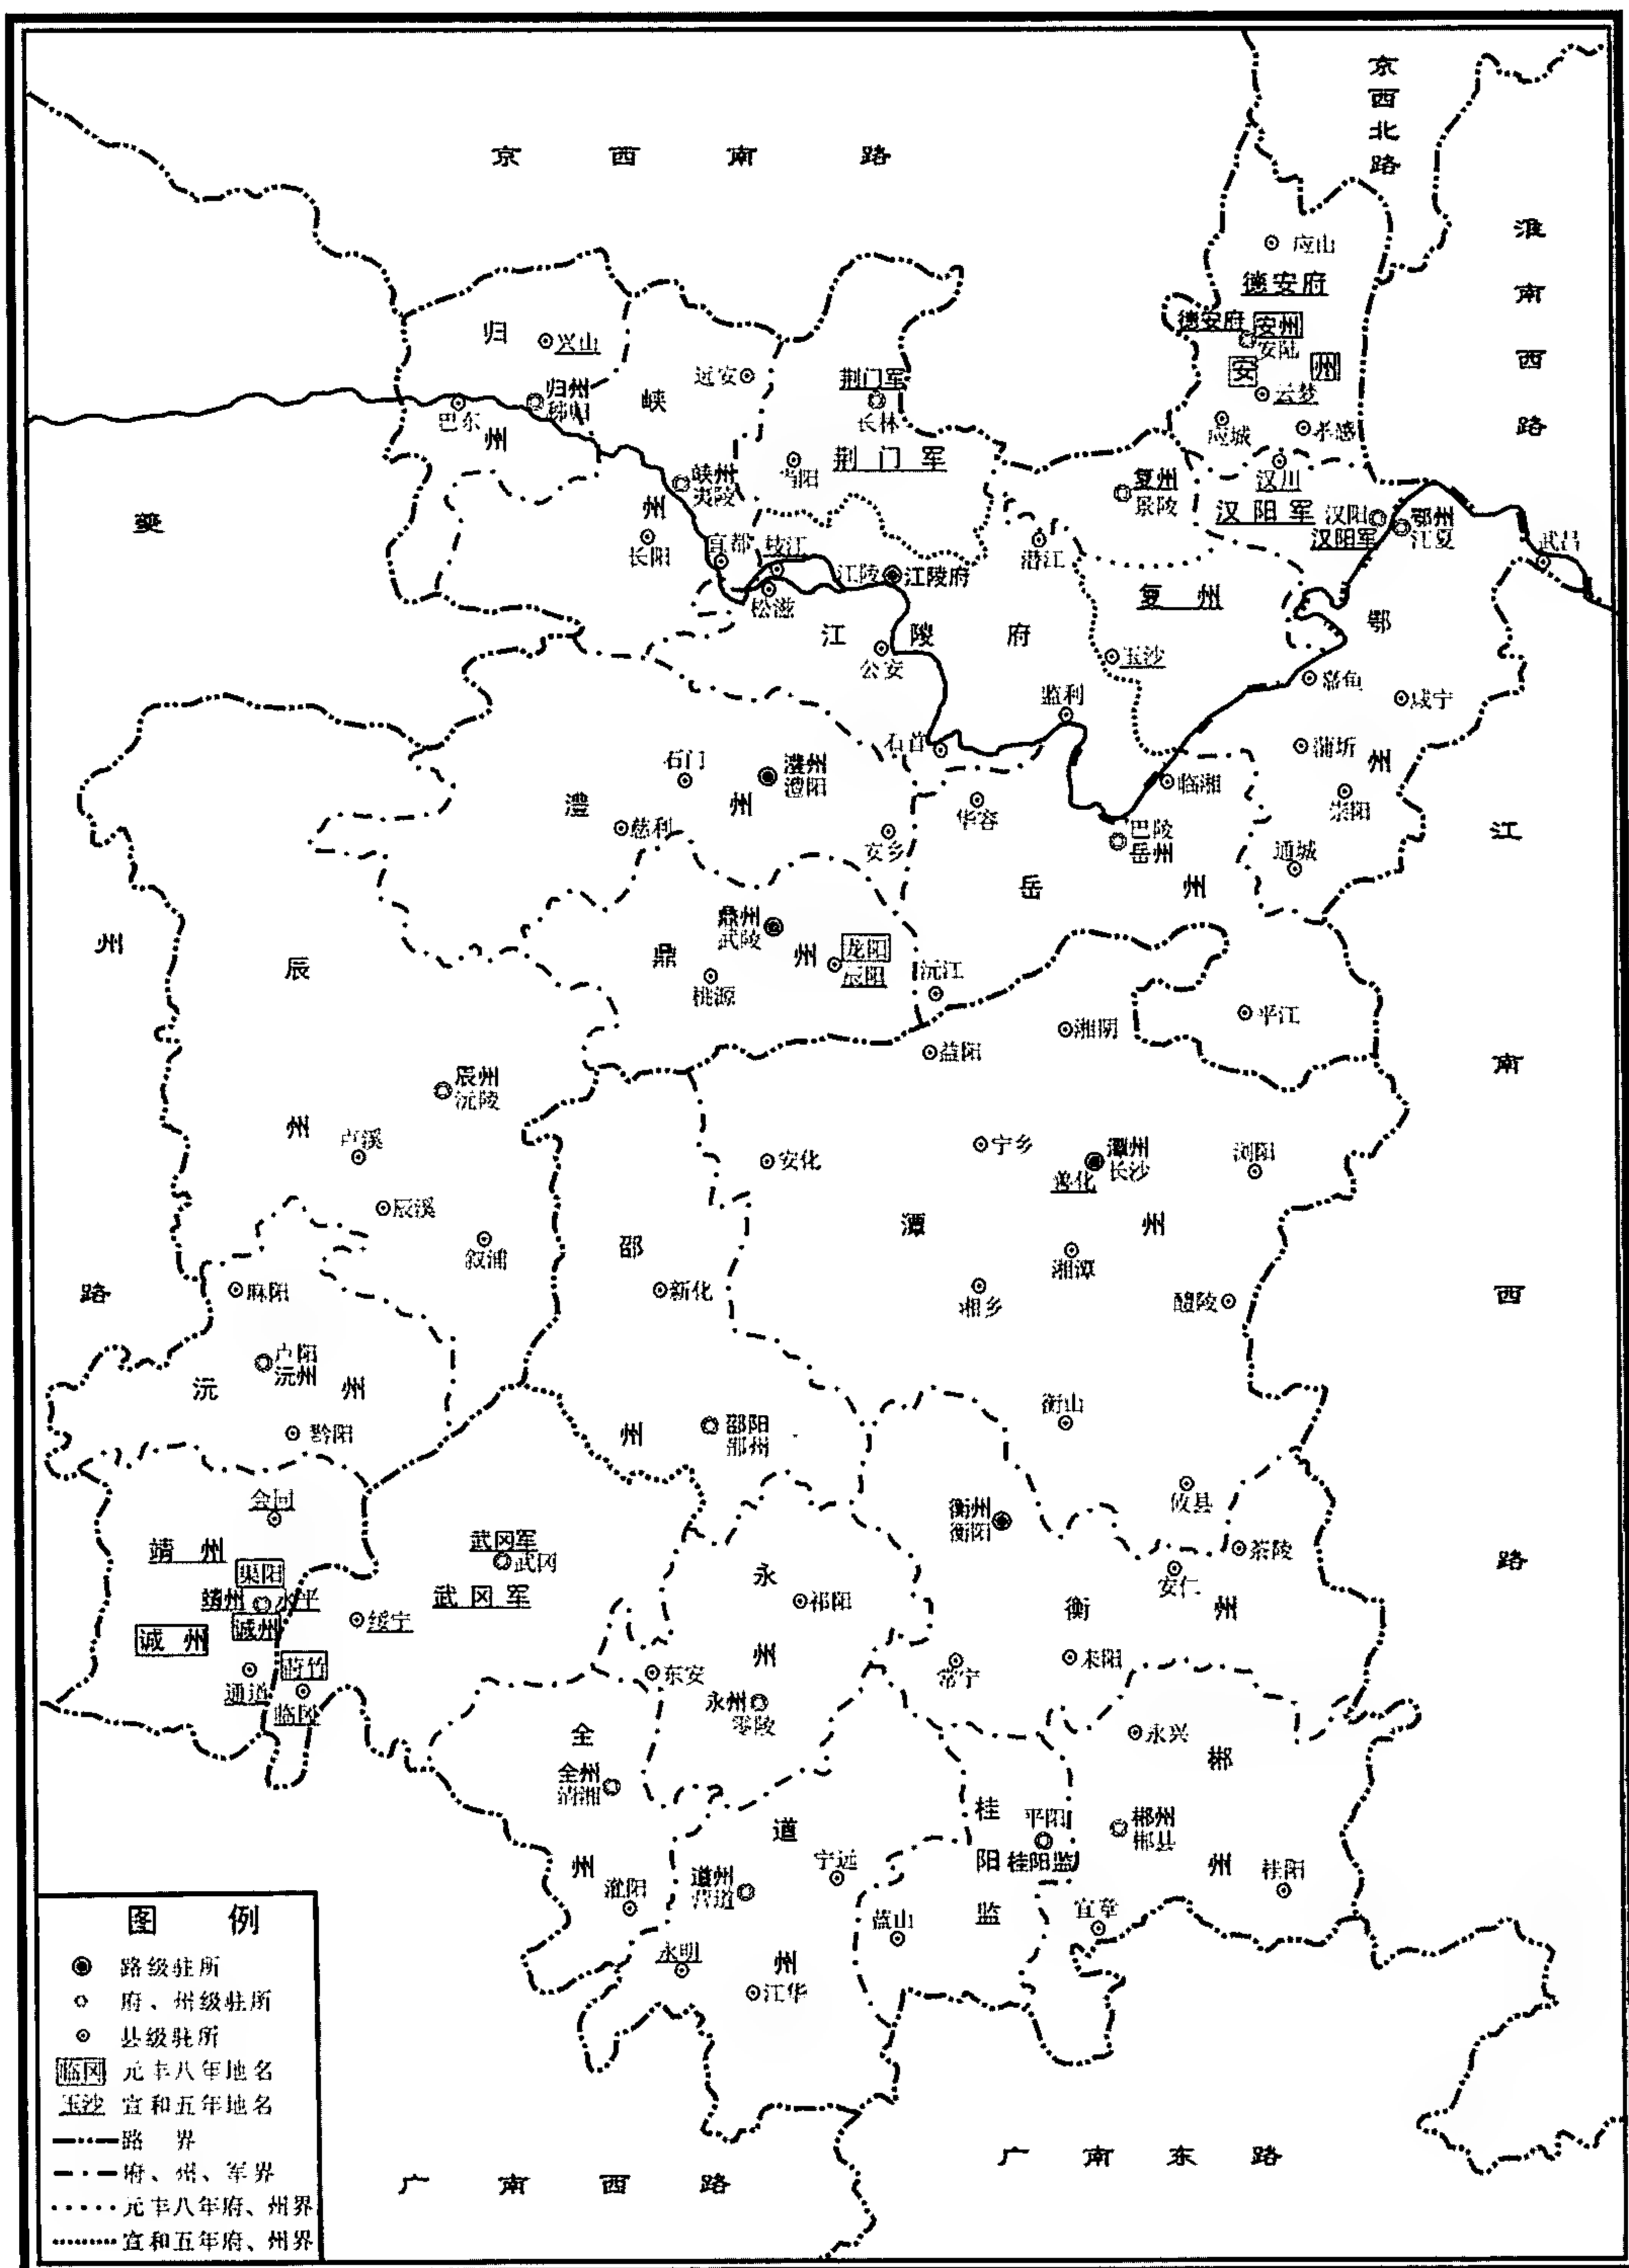 京西南路
京西北路
淮南西路
江南西路
夔州路
广南西路
广南东路
应山
德安府
德安府
安州
安陆
安州
云梦
应城
孝感
归州
兴山
归州
秭归
巴东
峡州
远安
峡州
夷陵
长阳
宜都
荆门军
长林
当阳
荆门军
复州
景陵
汉川
汉阳军
汉阳
汉阳军
鄂州
江夏
武昌
枝江
松滋
江陵
江陵府
潜江
复州
江陵府
公安
玉沙
监利
石首
鄂州
嘉鱼
咸宁
蒲圻
崇阳
通城
临湘
石门
澧州
澧阳
澧州
慈利
安乡
华容
巴陵
岳州
岳州
鼎州
武陵
鼎州
龙阳
辰阳
桃源
沅江
平江
湘阴
益阳
辰州
辰州
沅陵
卢溪
辰溪
叙浦
安化
宁乡
潭州
长沙
善化
浏阳
潭州
湘潭
湘乡
醴陵
邵州
新化
麻阳
卢阳
沅州
沅州
黔阳
邵阳
邵州
衡山
攸县
茶陵
安仁
衡州
衡阳
衡州
耒阳
常宁
会同
靖州
渠阳
靖州
永平
诚州
诚州
通道
莳竹
临冈
绥宁
武冈军
武冈
武冈军
永州
祁阳
东安
永州
零陵
全州
全州
清湘
灌阳
道州
道州
营道
宁远
永明
江华
桂阳监
平阳
桂阳监
蓝山
永兴
郴州
郴州
郴县
桂阳
宜章
图例
路级驻所
府、州级驻所
县级驻所
临冈 元丰八年地名
玉沙 宣和五年地名
路界
府、州、军界
元丰八年府、州界
宣和五年府、州界